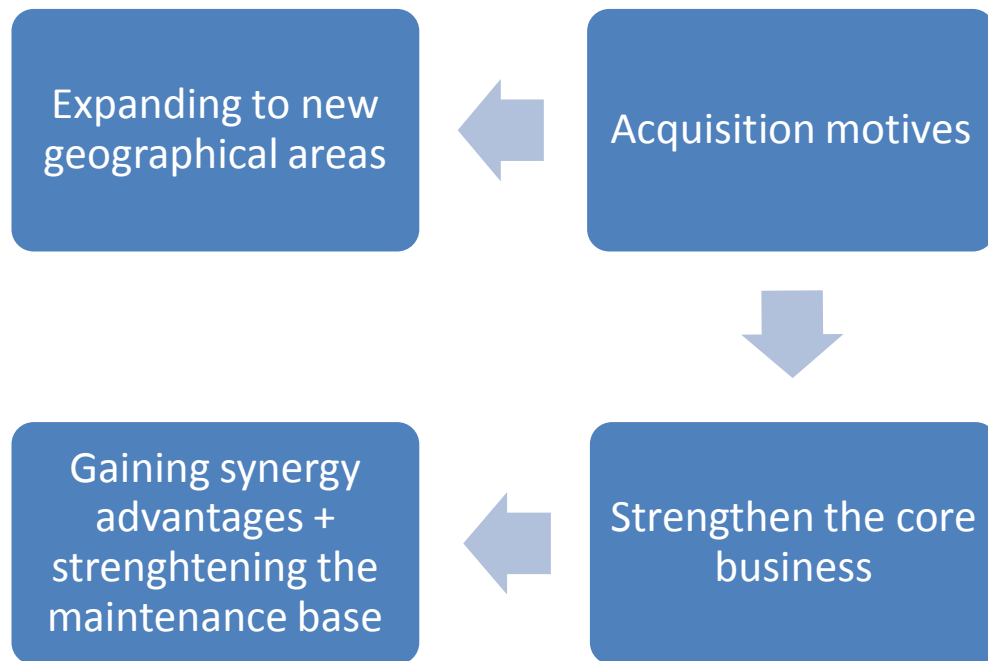 Expanding to new
geographical areas
Acquisition motives
Gaining synergy
advantages +
strenghtening the
maintenance base
Strengthen the core
business